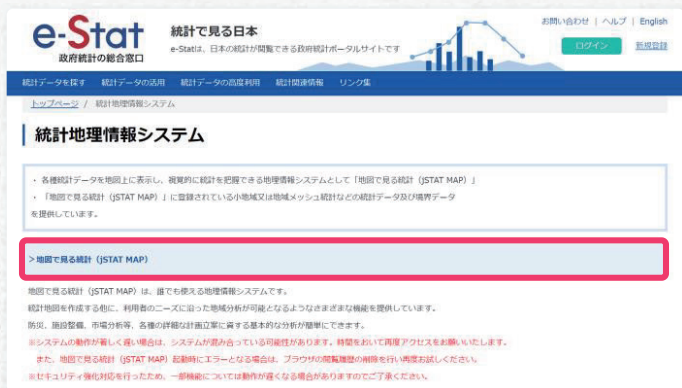 お問い合わせ | ヘルプ | English
e-Stat
政府統計の総合窓口
統計で見る日本
e-Statは、日本の統計が閲覧できる政府統計ポータルサイトです
ログイン 新規登録
統計データを探す 統計データの活用 統計データの高度利用 統計関連情報 リンク集
トップページ / 統計地理情報システム
統計地理情報システム
・ 各種統計データを地図上に表示し、視覚的に統計を把握できる地理情報システムとして「地図で見る統計（jSTAT MAP）」
・ 「地図で見る統計（jSTAT MAP）」に登録されている小地域又は地域メッシュ統計などの統計データ及び境界データ
を提供しています。
>地図で見る統計（jSTAT MAP）
地図で見る統計（jSTAT MAP）は、誰でも使える地理情報システムです。
統計地図を作成する他に、利用者のニーズに沿った地域分析が可能となるようなさまざまな機能を提供しています。
防災、施設整備、市場分析等、各種の詳細な計画立案に資する基本的な分析が簡単にできます。
※システムの動作が著しく遅い場合は、システムが混み合っている可能性があります。時間をおいて再度アクセスをお願いいたします。
また、地図で見る統計（jSTAT MAP）起動時にエラーとなる場合は、ブラウザの閲覧履歴の削除を行い再度お試しください。
※セキュリティ強化対応を行ったため、一部機能については動作が遅くなる場合がありますのでご了承ください。